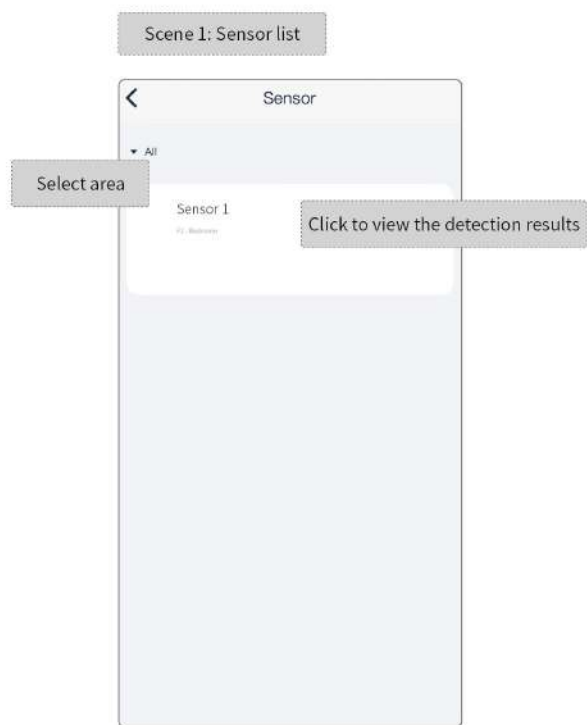 Scene 1: Sensor list
Sensor
All
Select area
Sensor 1
Click to view the detection results